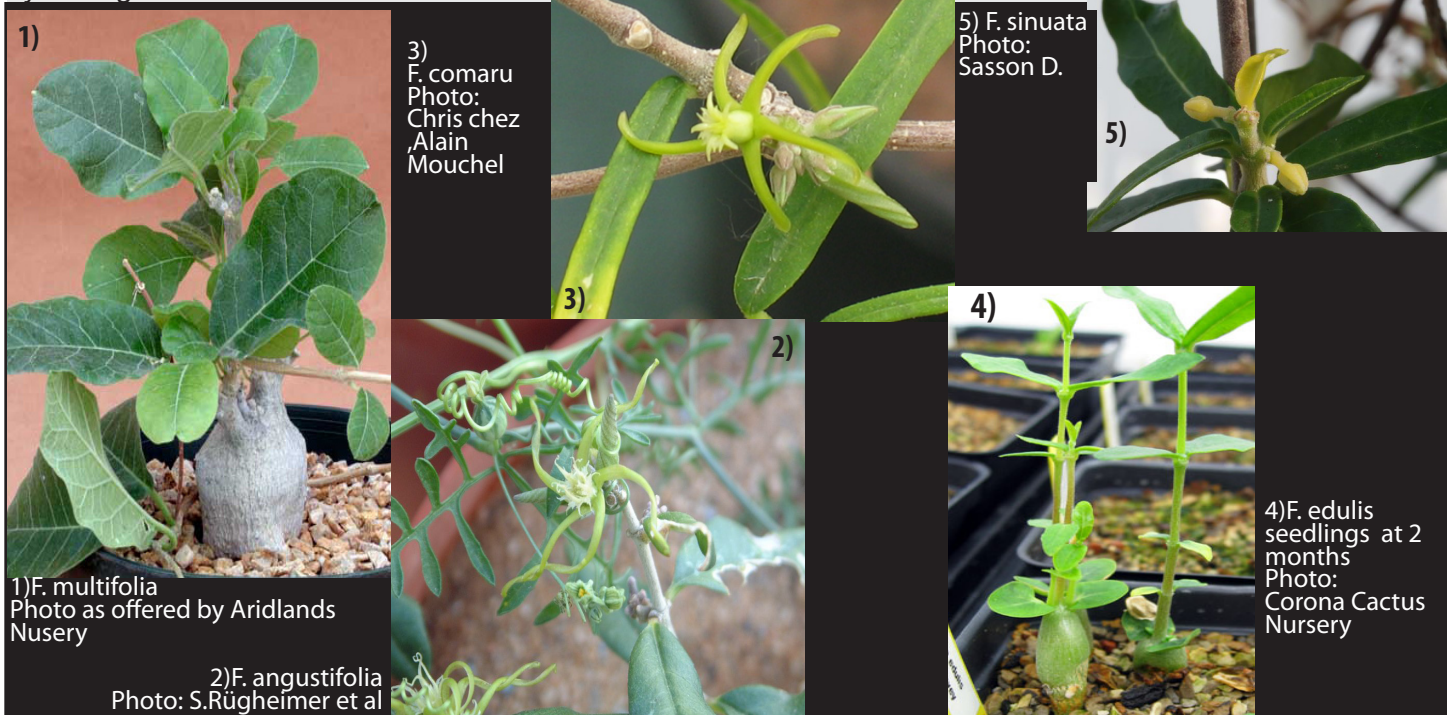 1)
1)F. multifolia
Photo as offered by Aridlands
Nusery
2)F. angustifolia
Photo: S.Rügheimer et al
3)
F. comaru
Photo:
Chris chez
,Alain
Mouchel
3)
2)
5) F. sinuata
Photo:
Sasson D.
5)
4)
4)F. edulis
seedlings at 2
months
Photo:
Corona Cactus
Nursery